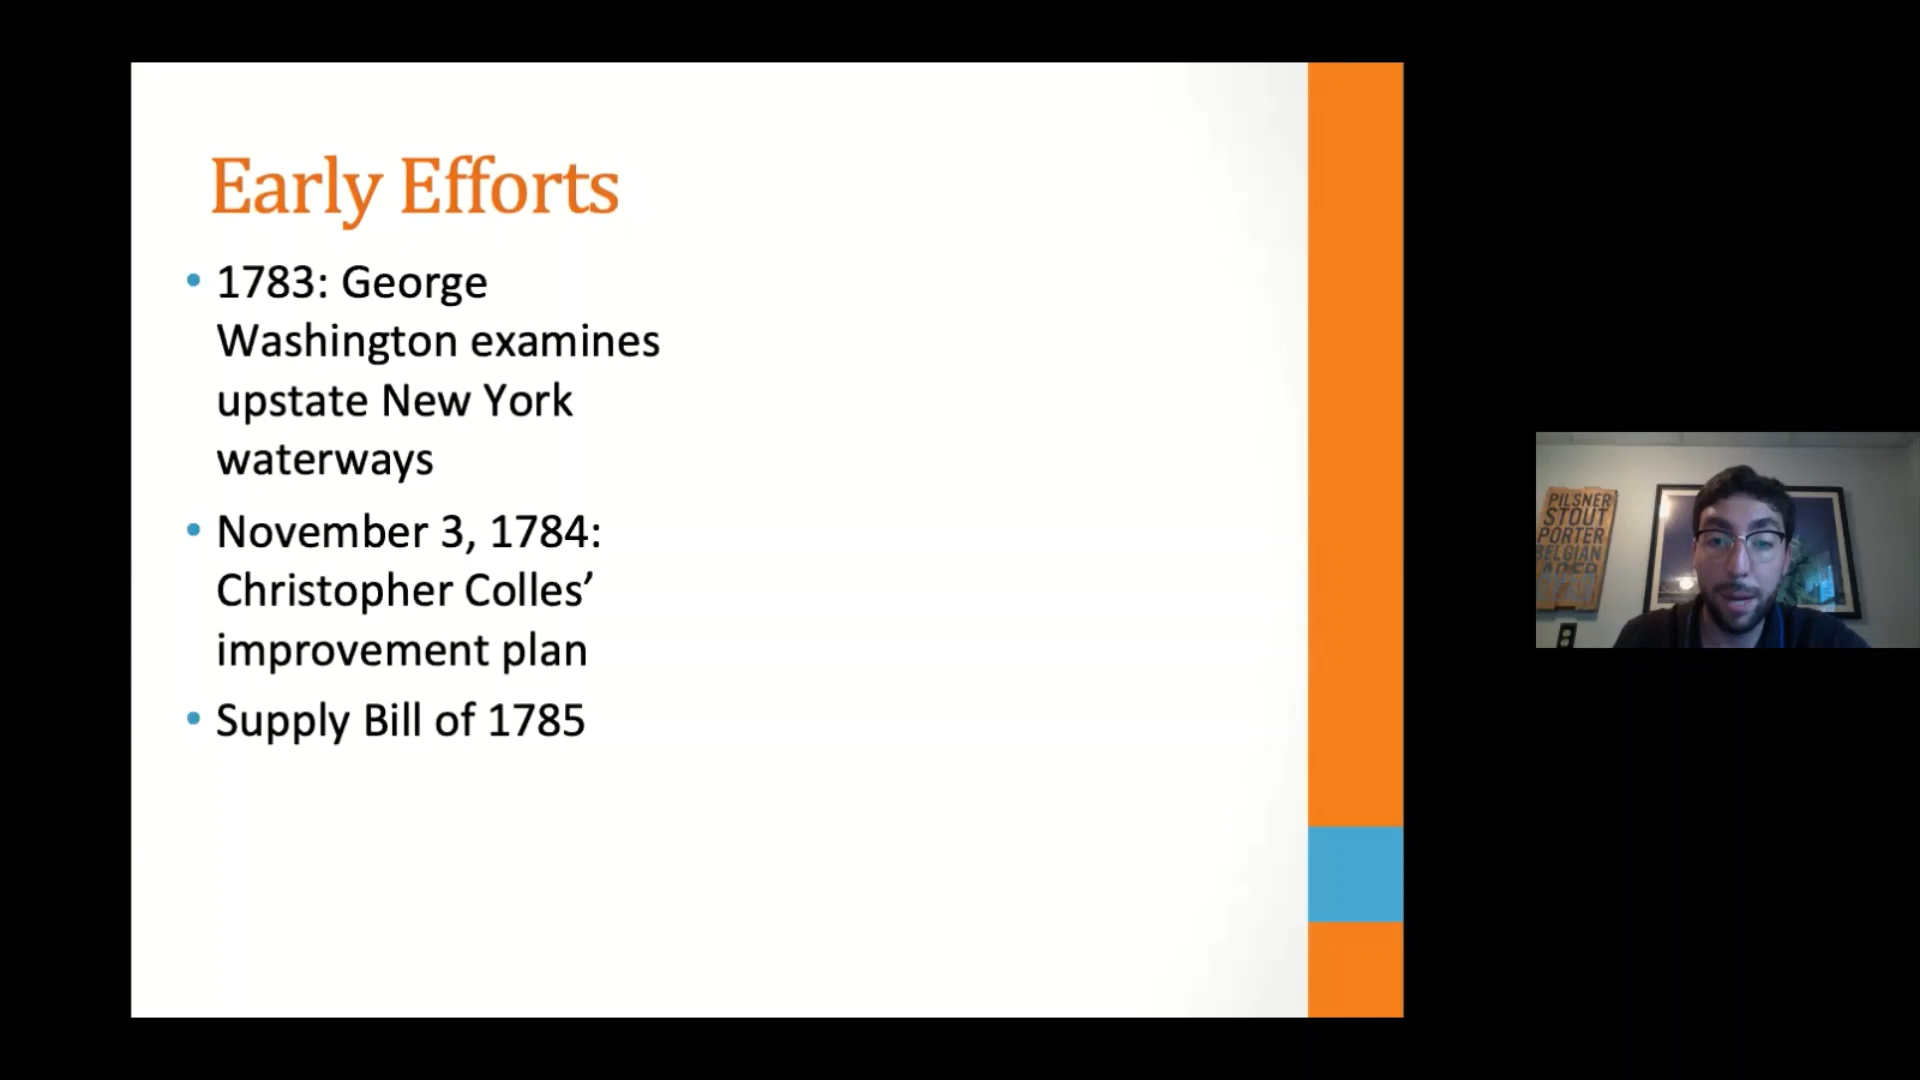 Early Efforts
• 1783: George
Washington examines
upstate New York
waterways
• November 3, 1784:
Christopher Colles’
improvement plan
• Supply Bill of 1785
PILSNER
STOUT
PORTER
BELGIAN
LAGER